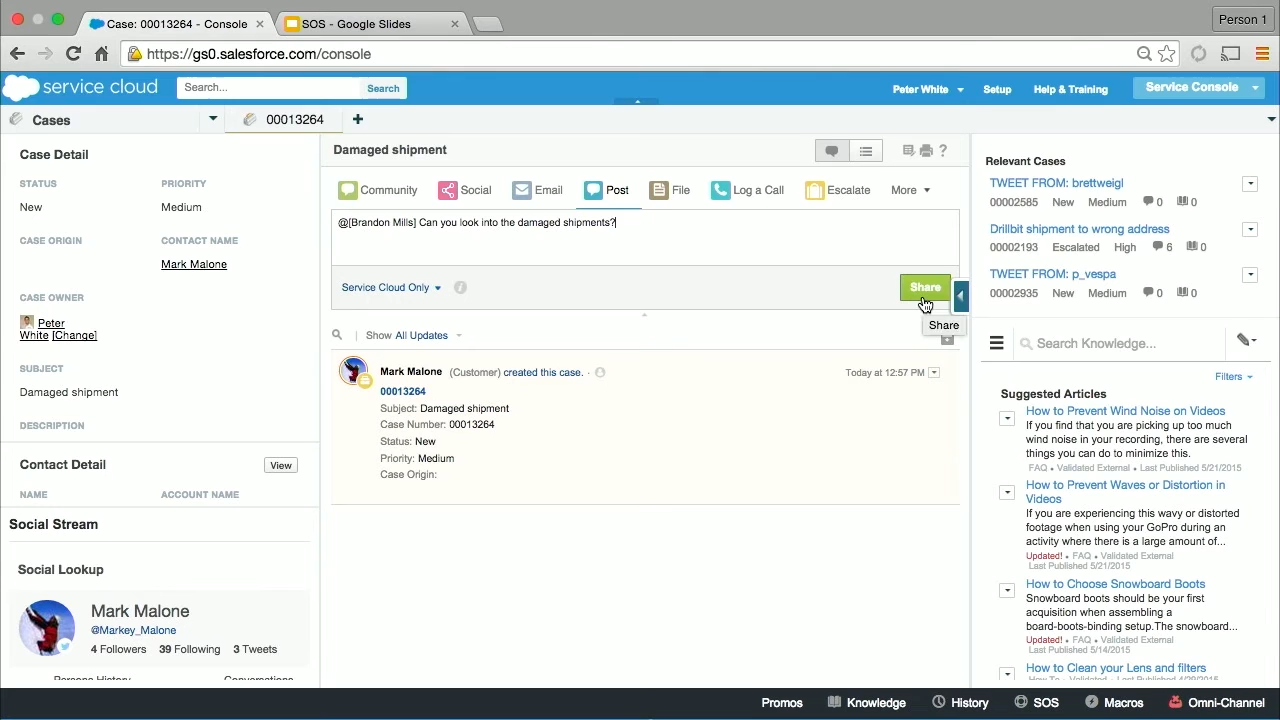 Case: 00013264 - Console
SOS - Google Slides
Person 1
https://gs0.salesforce.com/console
service cloud
Search...
Search
Peter White
Setup
Help & Training
Service Console
Cases
00013264
Case Detail
STATUS
PRIORITY
New
Medium
CASE ORIGIN
CONTACT NAME
Mark Malone
CASE OWNER
Peter
White [Change]
SUBJECT
Damaged shipment
DESCRIPTION
Contact Detail
View
NAME
ACCOUNT NAME
Social Stream
Social Lookup
Mark Malone
@Markey_Malone
4 Followers 39 Following 3 Tweets
Persona History
Conversations
Damaged shipment
Community
Social
Email
Post
File
Log a Call
Escalate
More
@[Brandon Mills] Can you look into the damaged shipments?
Service Cloud Only
Share
Share
Show All Updates
Mark Malone (Customer) created this case. ·
Today at 12:57 PM
00013264
Subject: Damaged shipment
Case Number: 00013264
Status: New
Priority: Medium
Case Origin:
Relevant Cases
TWEET FROM: brettweigl
00002585 New Medium 0 0
Drillbit shipment to wrong address
00002193 Escalated High 6 0
TWEET FROM: p_vespa
00002935 New Medium 0 0
Search Knowledge...
Filters
Suggested Articles
How to Prevent Wind Noise on Videos
If you find that you are picking up too much
wind noise in your recording, there are several
things you can do to minimize this.
FAQ • Validated External • Last Published 5/21/2015
How to Prevent Waves or Distortion in
Videos
If you are experiencing this wavy or distorted
footage when using your GoPro during an
activity where there is a large amount of...
Updated! • FAQ • Validated External
Last Published 5/21/2015
How to Choose Snowboard Boots
Snowboard boots should be your first
acquisition when assembling a
board-boots-binding setup.The snowboard...
Updated! • FAQ • Validated External
Last Published 5/14/2015
How to Clean your Lens and filters
How To • Validated • Last Published 4/29/2015
Promos
Knowledge
History
SOS
Macros
Omni-Channel